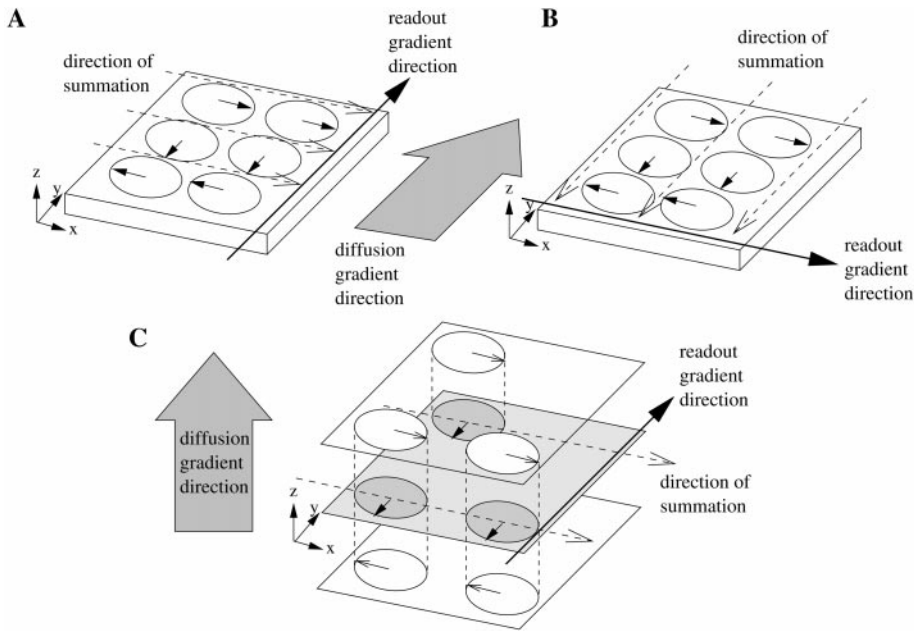 A
readout
gradient
direction
direction of
summation
z
y
x
diffusion
gradient
direction
B
direction of
summation
z
y
x
readout
gradient
direction
C
diffusion
gradient
direction
z
y
x
readout
gradient
direction
direction of
summation